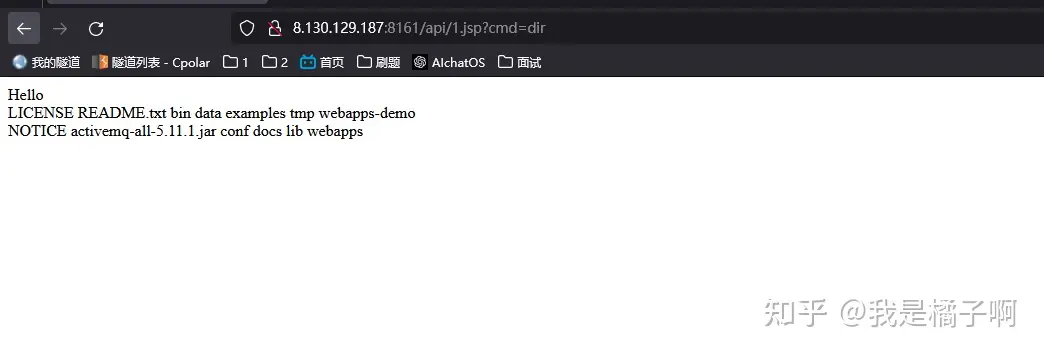 8.130.129.187:8161/api/1.jsp?cmd=dir
我的隧道 隧道列表 - Cpolar 1 2 首页 刷题 AIchatOS 面试
Hello
LICENSE README.txt bin data examples tmp webapps-demo
NOTICE activemq-all-5.11.1.jar conf docs lib webapps
知乎 @我是橘子啊